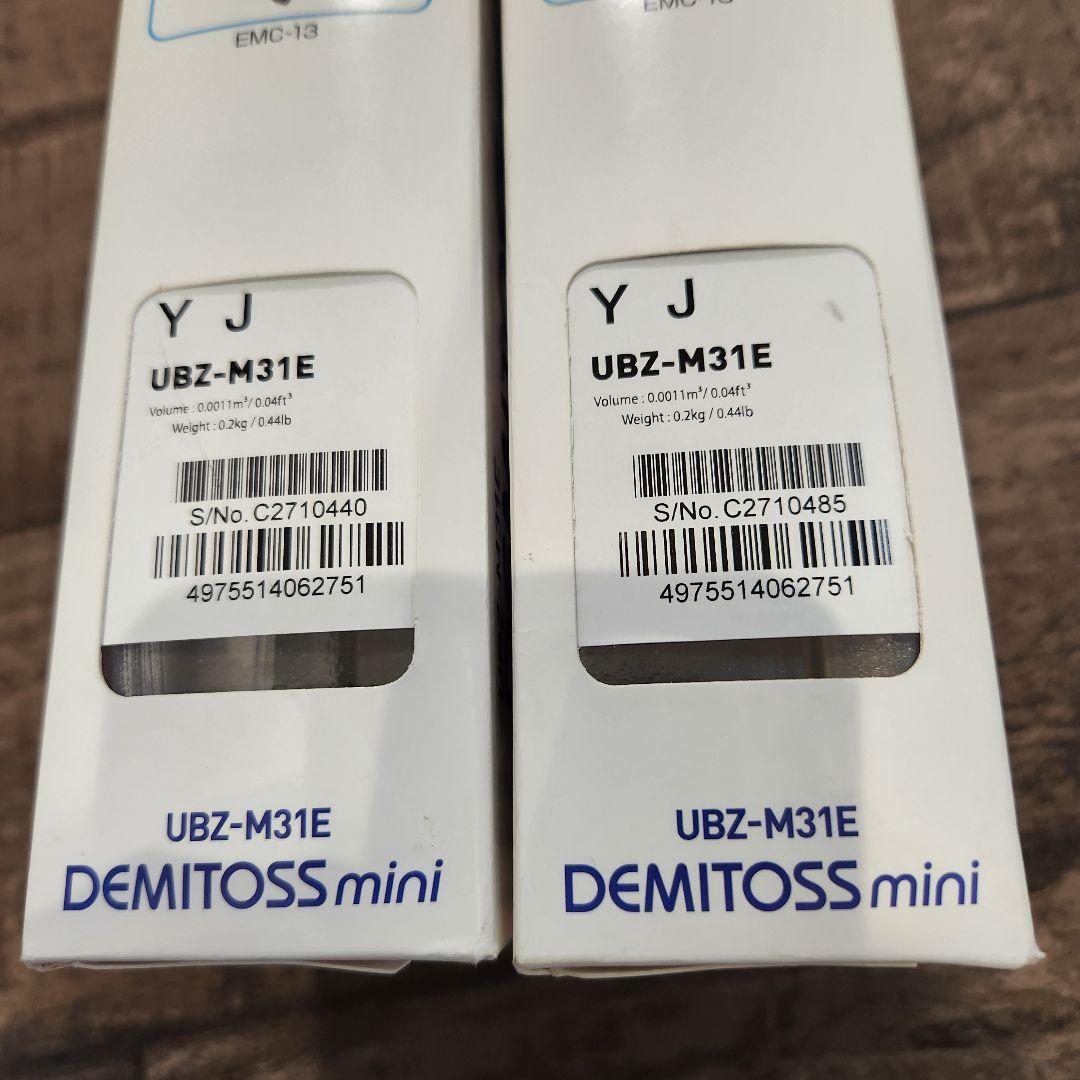 EMC-13
Y J
UBZ-M31E
Volume : 0.0011m³/ 0.04ft³
Weight : 0.2kg / 0.44lb
S/No. C2710440
4975514062751
UBZ-M31E
DEMITOSS mini
EMC-13
Y J
UBZ-M31E
Volume : 0.0011m³/ 0.04ft³
Weight : 0.2kg / 0.44lb
S/No. C2710485
4975514062751
UBZ-M31E
DEMITOSS mini